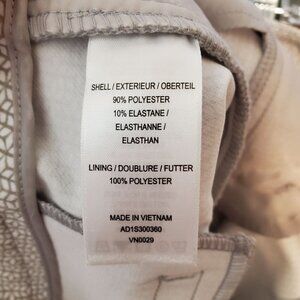 SHELL / EXTERIEUR / OBERTEIL
90% POLYESTER
10% ELASTANE /
ELASTHANNE /
ELASTHAN
LINING / DOUBLURE / FUTTER
100% POLYESTER
MADE IN VIETNAM
AD1S300360
VN0029